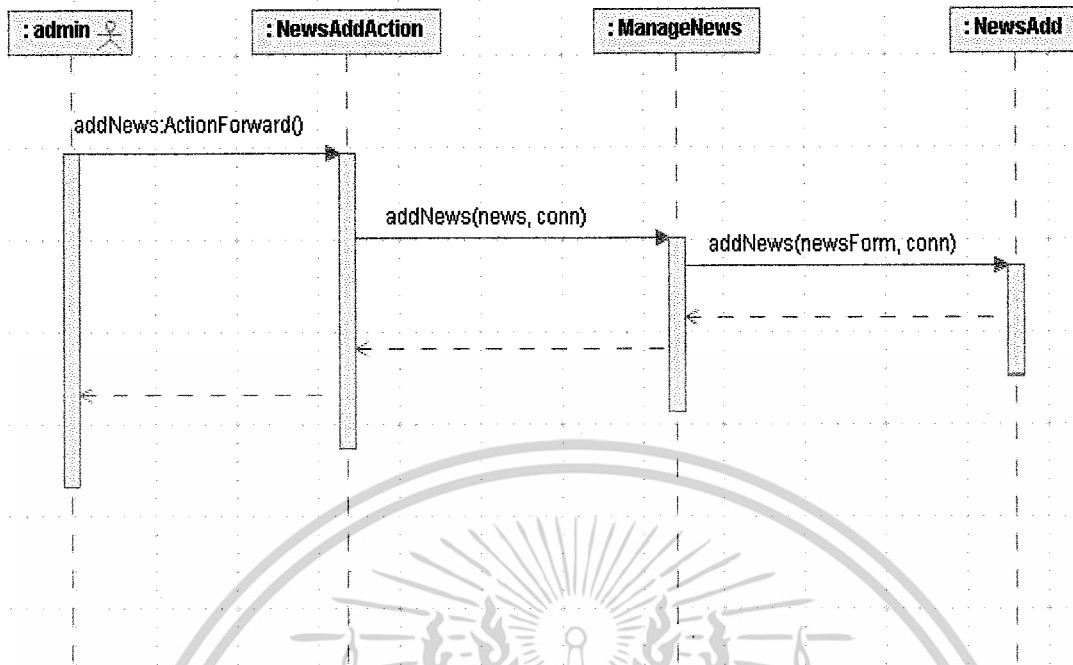 : admin
: NewsAddAction
: ManageNews
: NewsAdd
addNews:ActionForward()
addNews(news, conn)
addNews(newsForm, conn)